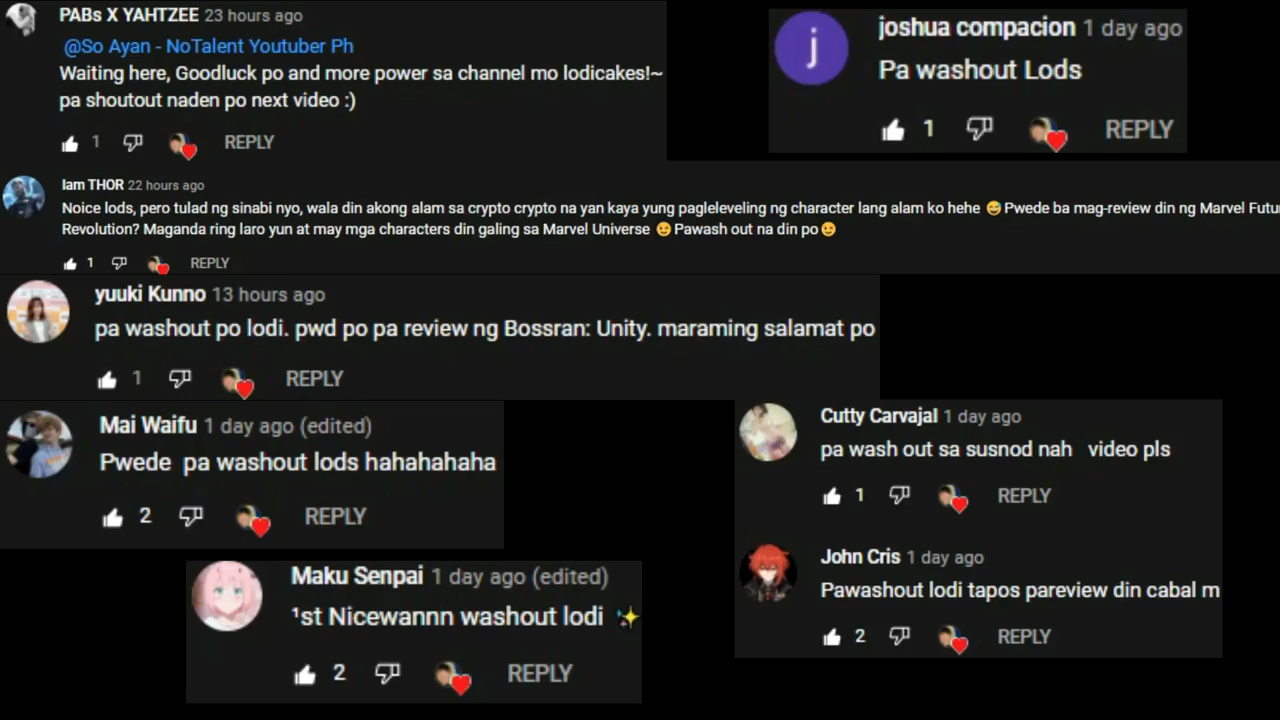 PABs X YAHTZEE 23 hours ago
@So Ayan - NoTalent Youtuber Ph
Waiting here, Goodluck po and more power sa channel mo lodicakes!~
pa shoutout naden po next video :)
1 REPLY
joshua compacion 1 day ago
Pa washout Lods
1 REPLY
Iam THOR 22 hours ago
Noice lods, pero tulad ng sinabi nyo, wala din akong alam sa crypto crypto na yan kaya yung pagleleveling ng character lang alam ko hehe 😅 Pwede ba mag-review din ng Marvel Futu
Revolution? Maganda ring laro yun at may mga characters din galing sa Marvel Universe 😉 Pawash out na din po 😉
1 REPLY
yuuki Kunno 13 hours ago
pa washout po lodi. pwd po pa review ng Bossran: Unity. maraming salamat po
1 REPLY
Mai Waifu 1 day ago (edited)
Pwede pa washout lods hahahahaha
2 REPLY
Cutty Carvajal 1 day ago
pa wash out sa susnod nah video pls
1 REPLY
John Cris 1 day ago
Pawashout lodi tapos pareview din cabal m
2 REPLY
Maku Senpai 1 day ago (edited)
¹st Nicewannn washout lodi ✨
2 REPLY